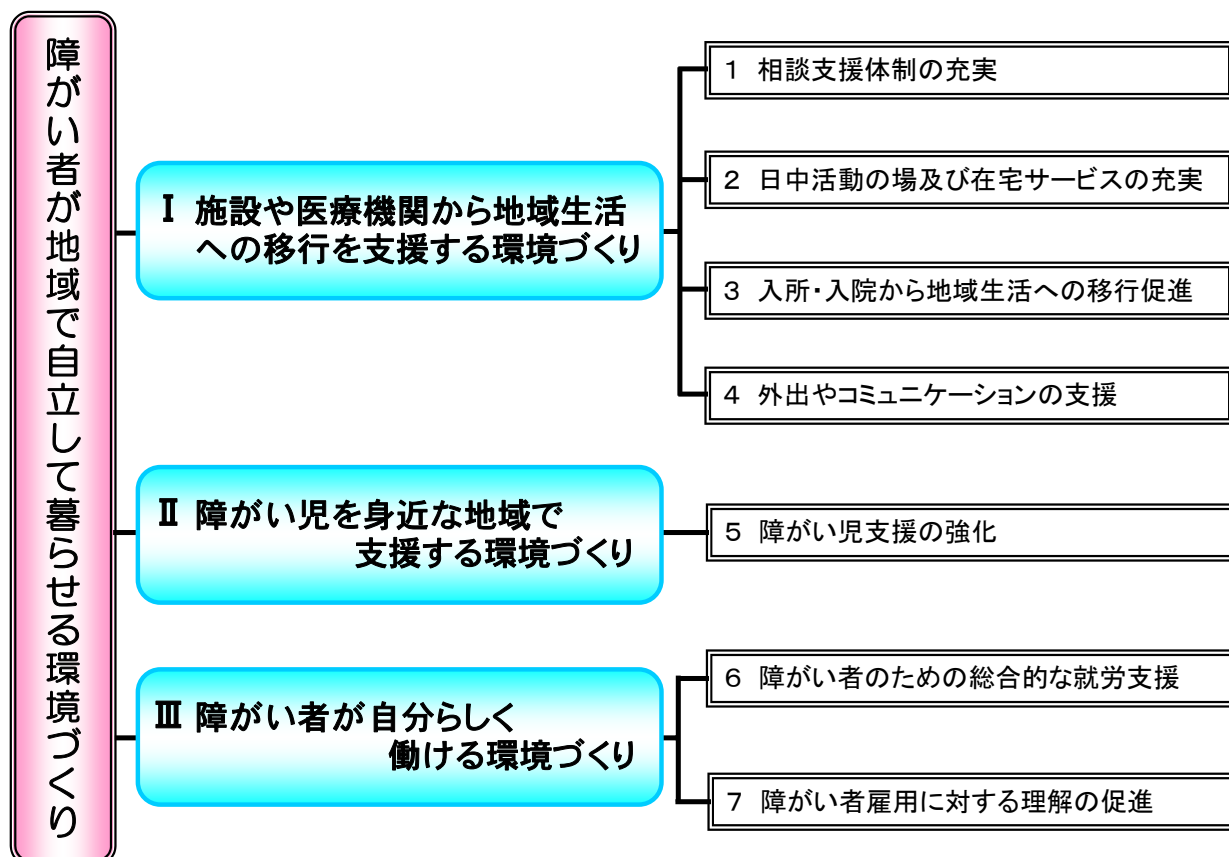 障がい者が地域で自立して暮らせる環境づくり
Ⅰ 施設や医療機関から地域生活
への移行を支援する環境づくり
1 相談支援体制の充実
2 日中活動の場及び在宅サービスの充実
3 入所・入院から地域生活への移行促進
4 外出やコミュニケーションの支援
Ⅱ 障がい児を身近な地域で
支援する環境づくり
5 障がい児支援の強化
Ⅲ 障がい者が自分らしく
働ける環境づくり
6 障がい者のための総合的な就労支援
7 障がい者雇用に対する理解の促進